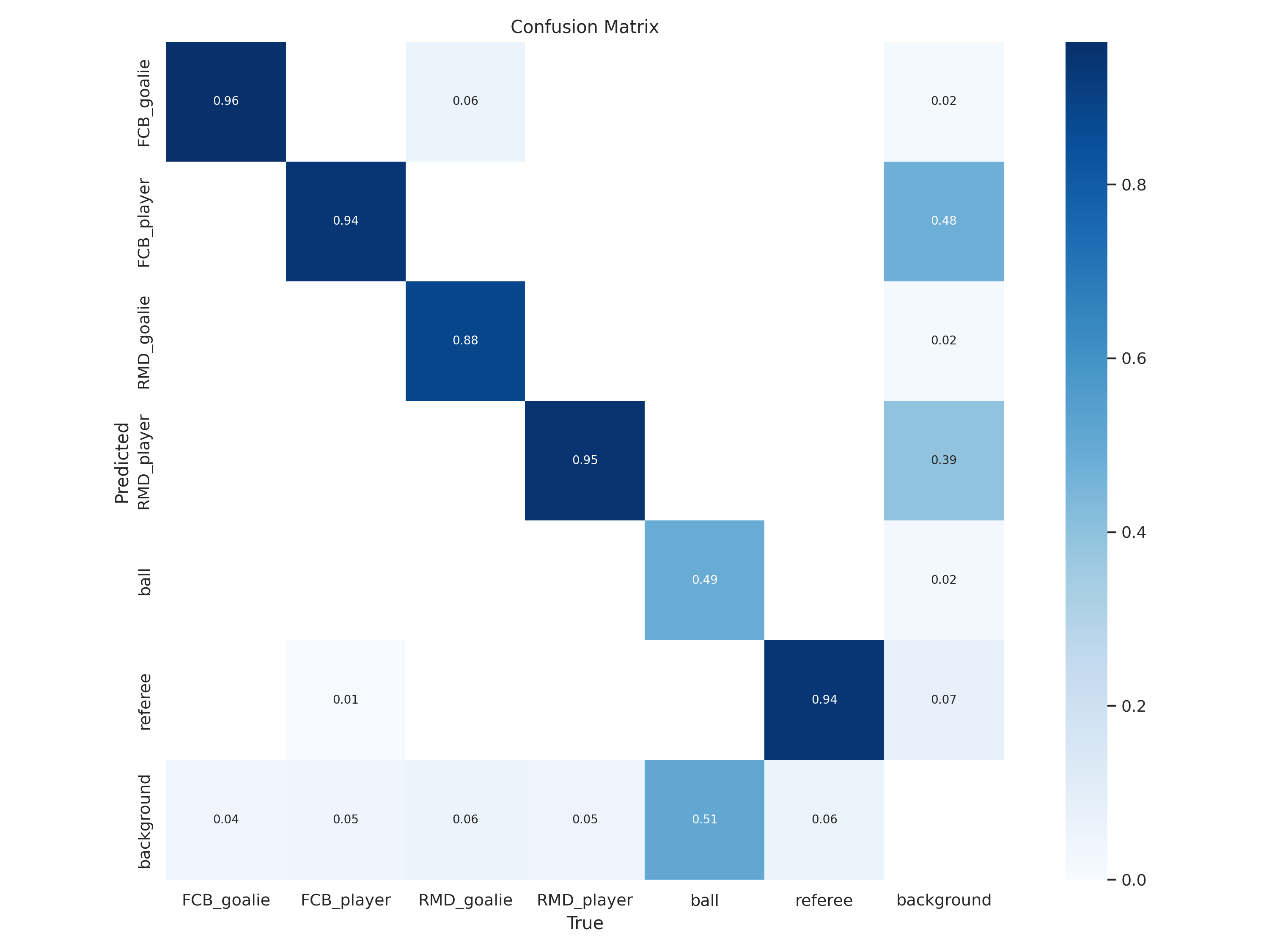 Confusion Matrix
FCB_goalie
0.96
0.06
0.02
FCB_player
0.94
0.48
0.8
RMD_goalie
0.88
0.02
0.6
Predicted
RMD_player
0.95
0.39
0.4
ball
0.49
0.02
referee
0.01
0.94
0.07
0.2
background
0.04
0.05
0.06
0.05
0.51
0.06
0.0
FCB_goalie
FCB_player
RMD_goalie
RMD_player
ball
referee
background
True